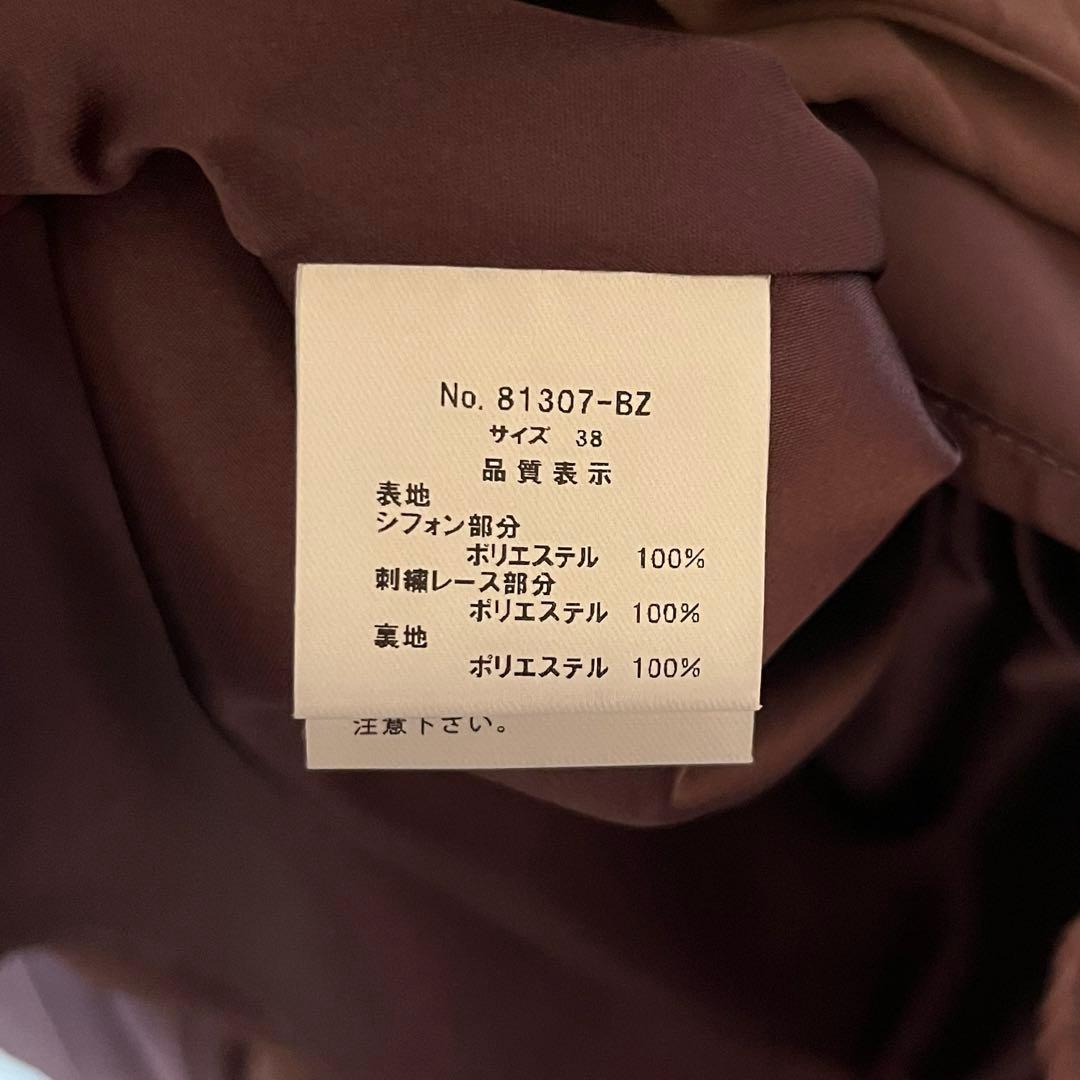 No. 81307-BZ
サイズ 38
品質表示
表地
シフォン部分
ポリエステル 100%
刺繍レース部分
ポリエステル 100%
裏地
ポリエステル 100%
注意下さい。